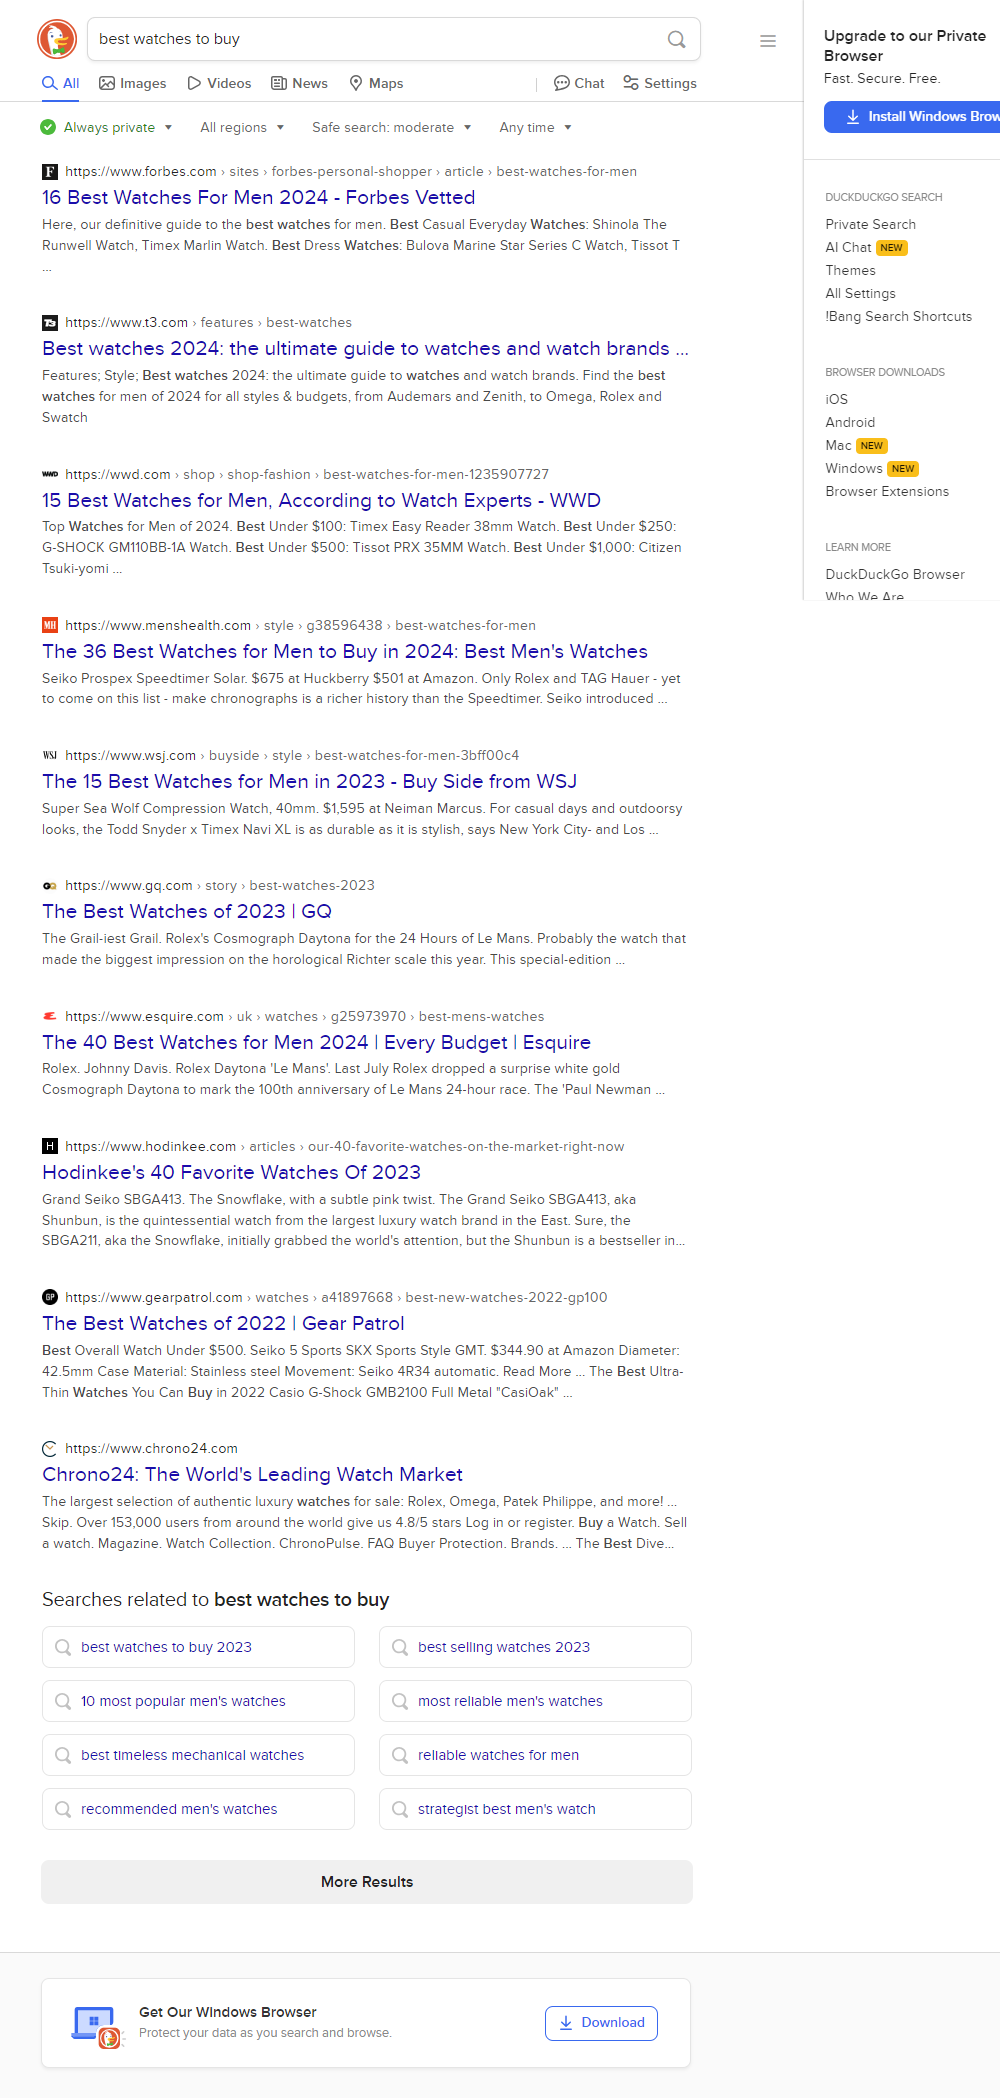 best watches to buy
All Images Videos News Maps Chat Settings
Always private All regions Safe search: moderate Any time
F https://www.forbes.com › sites › forbes-personal-shopper › article › best-watches-for-men
16 Best Watches For Men 2024 - Forbes Vetted
Here, our definitive guide to the best watches for men. Best Casual Everyday Watches: Shinola The
Runwell Watch, Timex Marlin Watch. Best Dress Watches: Bulova Marine Star Series C Watch, Tissot T
...
T3 https://www.t3.com › features › best-watches
Best watches 2024: the ultimate guide to watches and watch brands ...
Features; Style; Best watches 2024: the ultimate guide to watches and watch brands. Find the best
watches for men of 2024 for all styles & budgets, from Audemars and Zenith, to Omega, Rolex and
Swatch
WWD https://wwd.com › shop › shop-fashion › best-watches-for-men-1235907727
15 Best Watches for Men, According to Watch Experts - WWD
Top Watches for Men of 2024. Best Under $100: Timex Easy Reader 38mm Watch. Best Under $250:
G-SHOCK GM110BB-1A Watch. Best Under $500: Tissot PRX 35MM Watch. Best Under $1,000: Citizen
Tsuki-yomi ...
MH https://www.menshealth.com › style › g38596438 › best-watches-for-men
The 36 Best Watches for Men to Buy in 2024: Best Men's Watches
Seiko Prospex Speedtimer Solar. $675 at Huckberry $501 at Amazon. Only Rolex and TAG Hauer - yet
to come on this list - make chronographs is a richer history than the Speedtimer. Seiko introduced ...
WSJ https://www.wsj.com › buyside › style › best-watches-for-men-3bff00c4
The 15 Best Watches for Men in 2023 - Buy Side from WSJ
Super Sea Wolf Compression Watch, 40mm. $1,595 at Neiman Marcus. For casual days and outdoorsy
looks, the Todd Snyder x Timex Navi XL is as durable as it is stylish, says New York City- and Los ...
GQ https://www.gq.com › story › best-watches-2023
The Best Watches of 2023 | GQ
The Grail-iest Grail. Rolex's Cosmograph Daytona for the 24 Hours of Le Mans. Probably the watch that
made the biggest impression on the horological Richter scale this year. This special-edition ...
https://www.esquire.com › uk › watches › g25973970 › best-mens-watches
The 40 Best Watches for Men 2024 | Every Budget | Esquire
Rolex. Johnny Davis. Rolex Daytona 'Le Mans'. Last July Rolex dropped a surprise white gold
Cosmograph Daytona to mark the 100th anniversary of Le Mans 24-hour race. The 'Paul Newman ...
H https://www.hodinkee.com › articles › our-40-favorite-watches-on-the-market-right-now
Hodinkee's 40 Favorite Watches Of 2023
Grand Seiko SBGA413. The Snowflake, with a subtle pink twist. The Grand Seiko SBGA413, aka
Shunbun, is the quintessential watch from the largest luxury watch brand in the East. Sure, the
SBGA211, aka the Snowflake, initially grabbed the world's attention, but the Shunbun is a bestseller in...
GP https://www.gearpatrol.com › watches › a41897668 › best-new-watches-2022-gp100
The Best Watches of 2022 | Gear Patrol
Best Overall Watch Under $500. Seiko 5 Sports SKX Sports Style GMT. $344.90 at Amazon Diameter:
42.5mm Case Material: Stainless steel Movement: Seiko 4R34 automatic. Read More ... The Best Ultra-
Thin Watches You Can Buy in 2022 Casio G-Shock GMB2100 Full Metal "CasiOak" ...
https://www.chrono24.com
Chrono24: The World's Leading Watch Market
The largest selection of authentic luxury watches for sale: Rolex, Omega, Patek Philippe, and more! ...
Skip. Over 153,000 users from around the world give us 4.8/5 stars Log in or register. Buy a Watch. Sell
a watch. Magazine. Watch Collection. ChronoPulse. FAQ Buyer Protection. Brands. ... The Best Dive...
Searches related to best watches to buy
best watches to buy 2023
best selling watches 2023
10 most popular men's watches
most reliable men's watches
best timeless mechanical watches
reliable watches for men
recommended men's watches
strategist best men's watch
More Results
Get Our Windows Browser
Protect your data as you search and browse.
Download
Upgrade to our Private
Browser
Fast. Secure. Free.
Install Windows Brow
DUCKDUCKGO SEARCH
Private Search
AI Chat NEW
Themes
All Settings
!Bang Search Shortcuts
BROWSER DOWNLOADS
iOS
Android
Mac NEW
Windows NEW
Browser Extensions
LEARN MORE
DuckDuckGo Browser
Who We Are